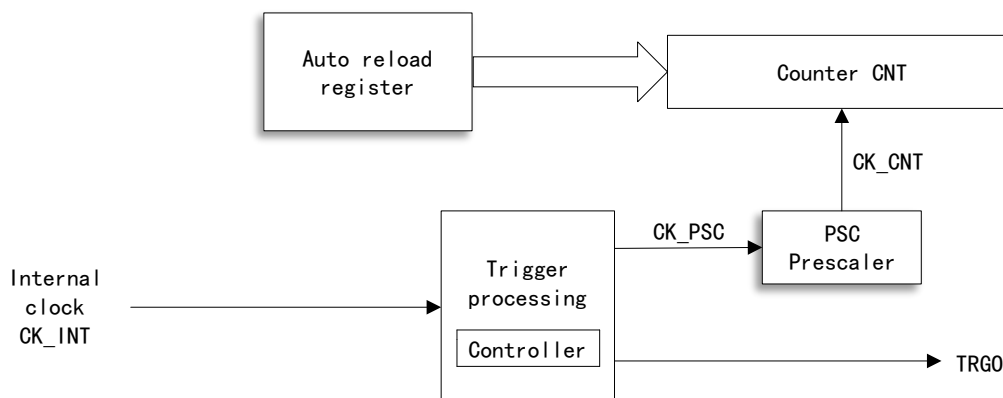 Auto reload
register
Counter CNT
CK_CNT
CK_PSC
PSC
Prescaler
Internal
clock
CK_INT
Trigger
processing
Controller
TRGO